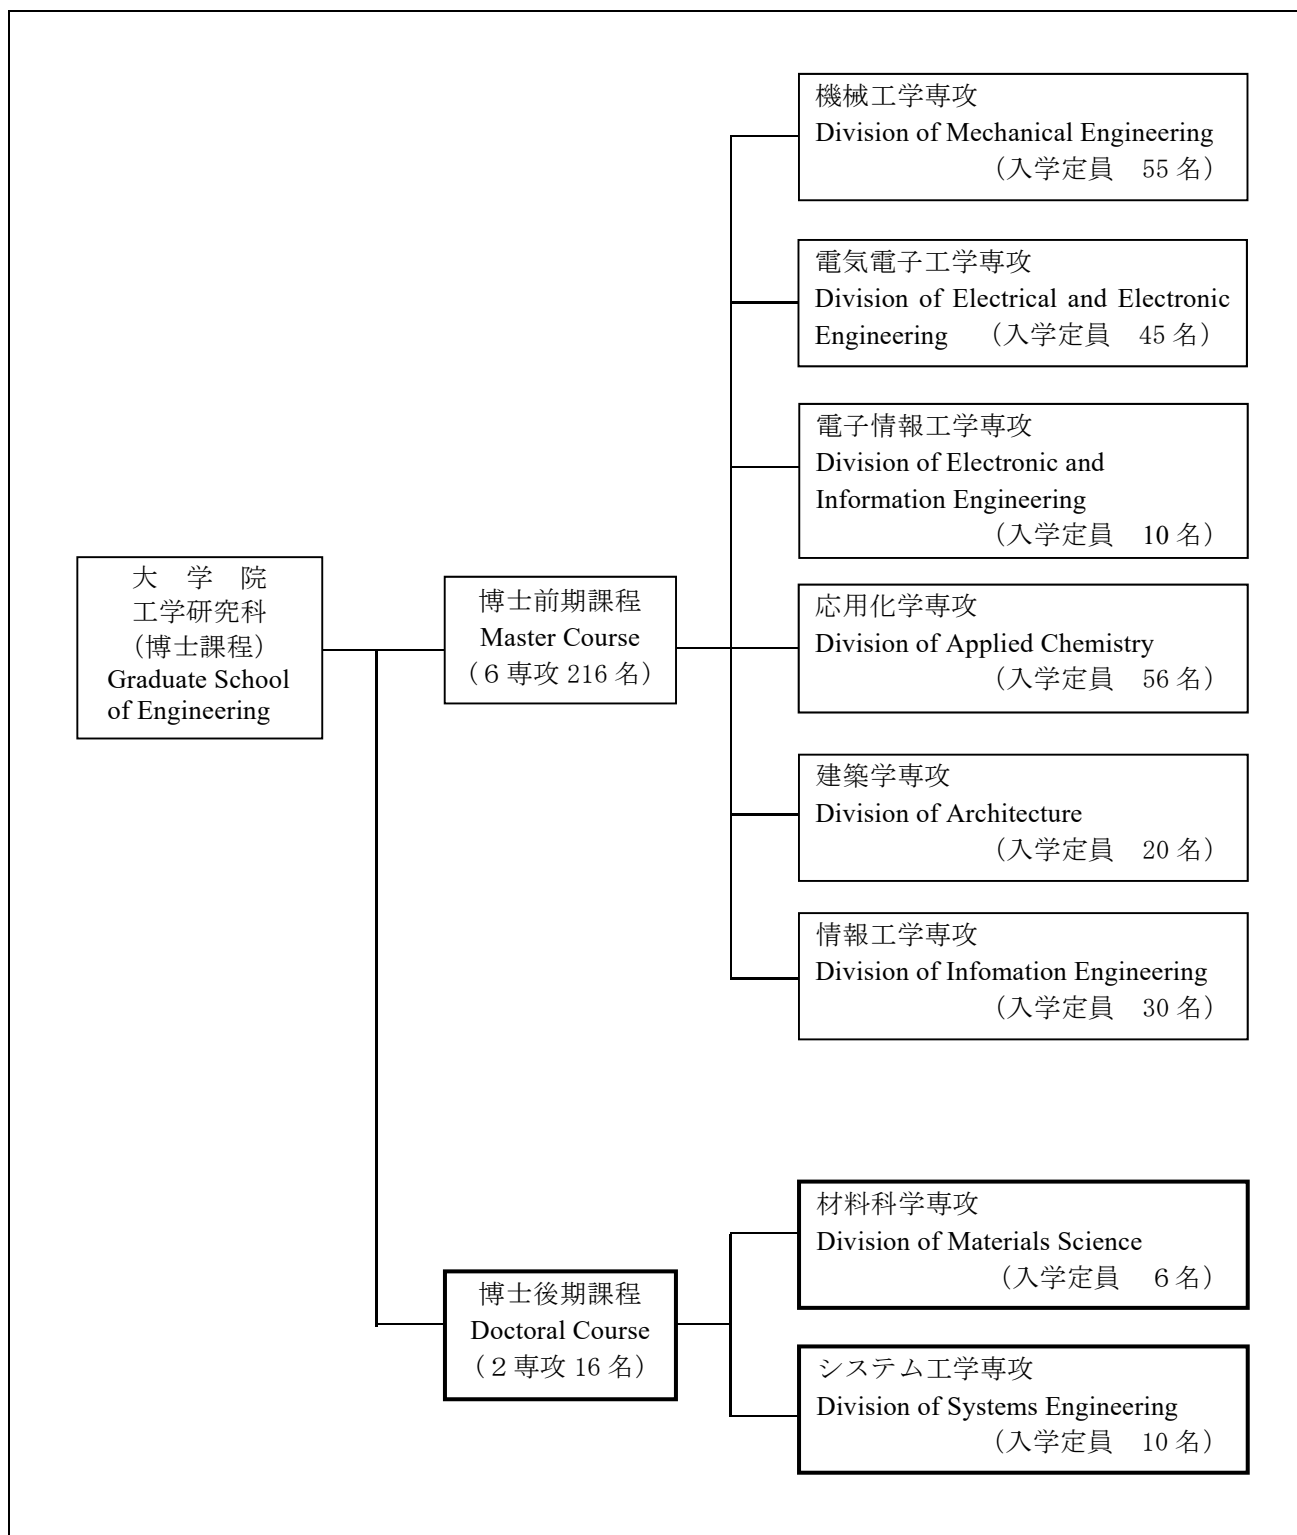 大　学　院
工学研究科
（博士課程）
Graduate School
of Engineering
博士前期課程
Master Course
（６専攻 216 名）
機械工学専攻
Division of Mechanical Engineering
（入学定員　55 名）
電気電子工学専攻
Division of Electrical and Electronic
Engineering　（入学定員　45 名）
電子情報工学専攻
Division of Electronic and
Information Engineering
（入学定員　10 名）
応用化学専攻
Division of Applied Chemistry
（入学定員　56 名）
建築学専攻
Division of Architecture
（入学定員　20 名）
情報工学専攻
Division of Infomation Engineering
（入学定員　30 名）
博士後期課程
Doctoral Course
（２専攻 16 名）
材料科学専攻
Division of Materials Science
（入学定員　６名）
システム工学専攻
Division of Systems Engineering
（入学定員　10 名）